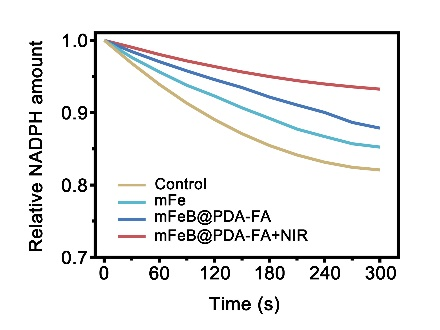 Relative NADPH amount
1.0
0.9
0.8
0.7
Control
mFe
mFeB@PDA-FA
mFeB@PDA-FA+NIR
0 60 120 180 240 300
Time (s)